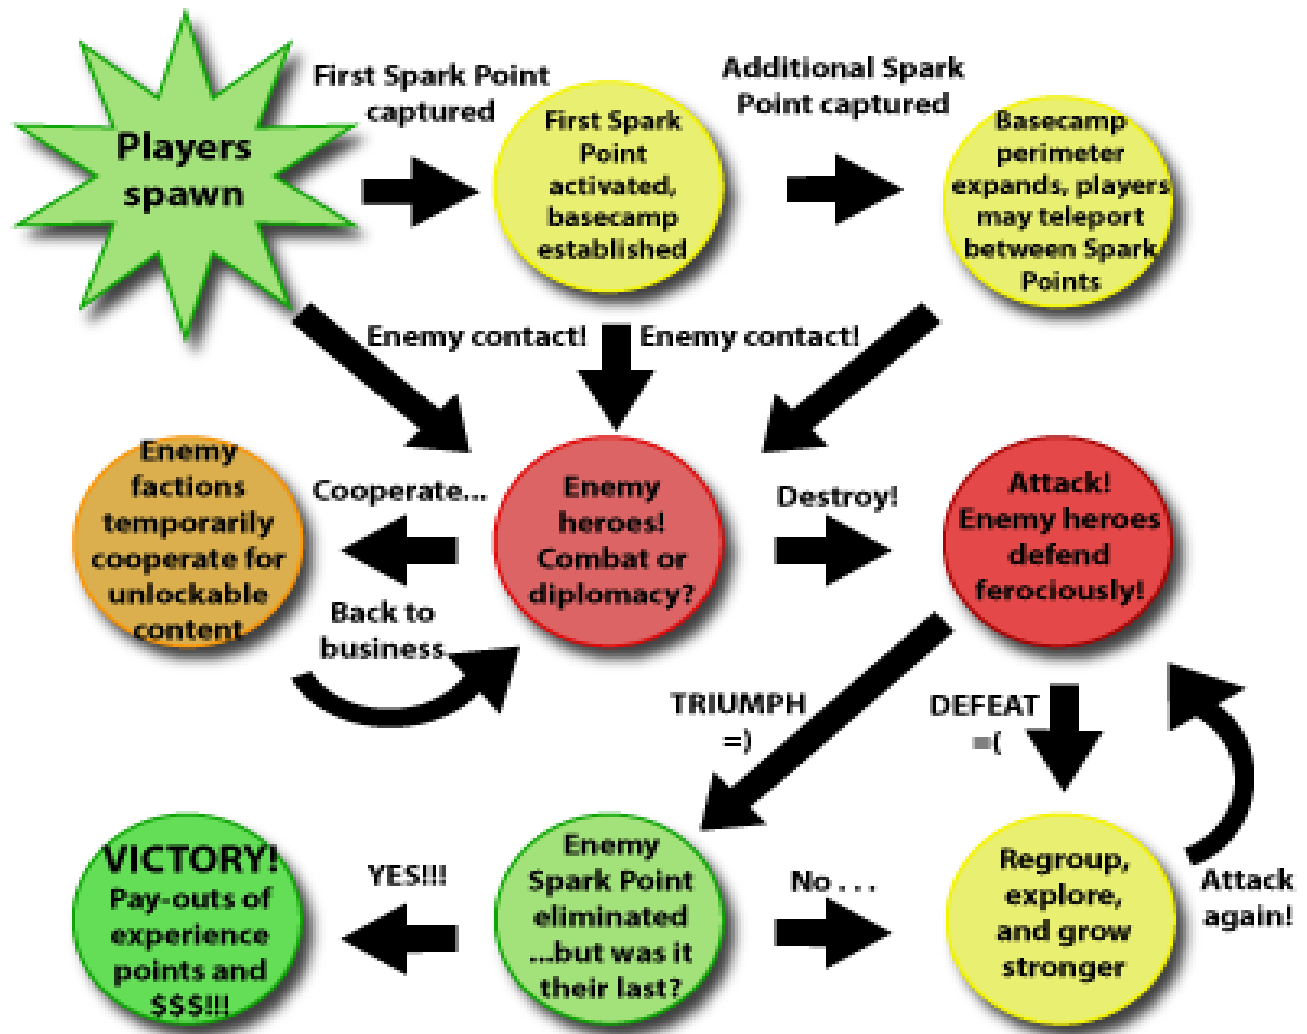 Players
spawn
First Spark Point
captured
First Spark
Point
activated,
basecamp
established
Additional Spark
Point captured
Basecamp
perimeter
expands, players
may teleport
between Spark
Points
Enemy contact!
Enemy contact!
Enemy
factions
temporarily
cooperate for
unlockable
content
Cooperate...
Back to
business.
Enemy
heroes!
Combat or
diplomacy?
Destroy!
Attack!
Enemy heroes
defend
ferociously!
TRIUMPH
=)
DEFEAT
=(
VICTORY!
Pay-outs of
experience
points and
$$$!!!
YES!!!
Enemy
Spark Point
eliminated
...but was it
their last?
No . . .
Regroup,
explore,
and grow
stronger
Attack
again!